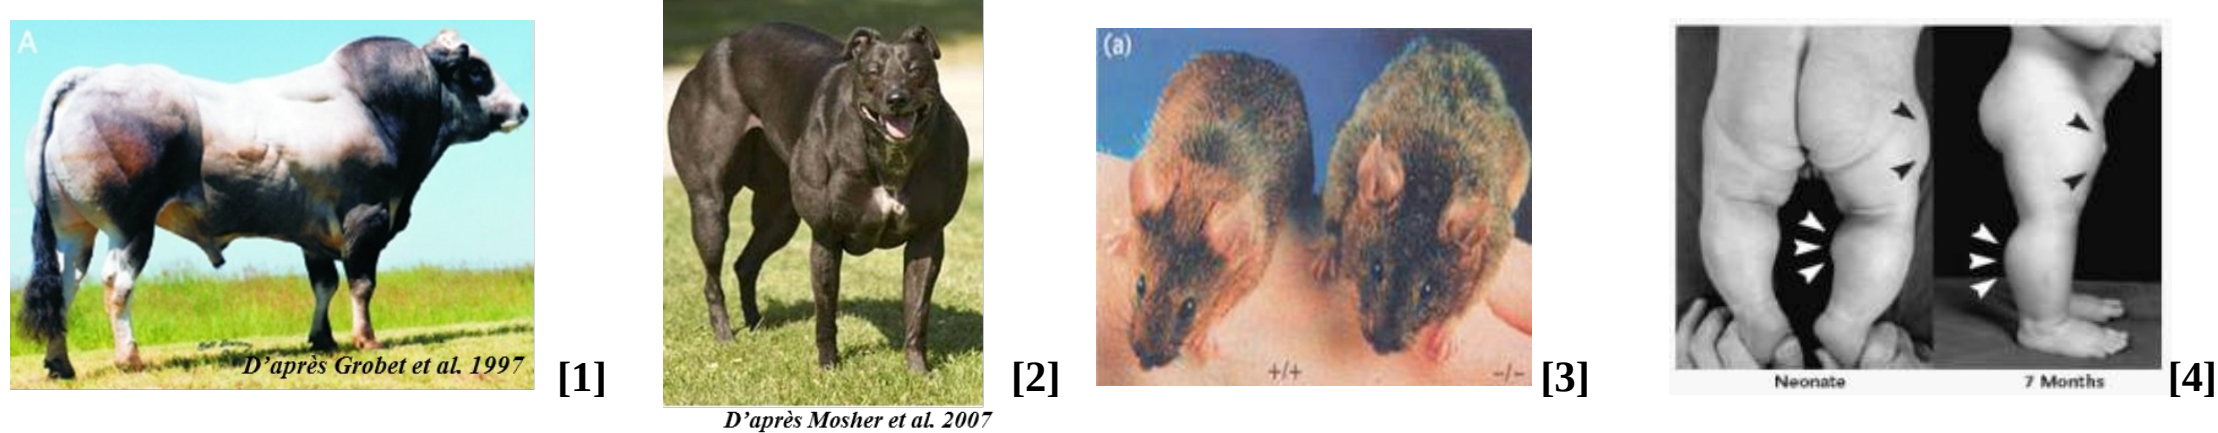 A
D'après Grobet et al. 1997
[1]
D'après Mosher et al. 2007
[2]
(a)
+/+
-/-
[3]
Neonate
7 Months
[4]